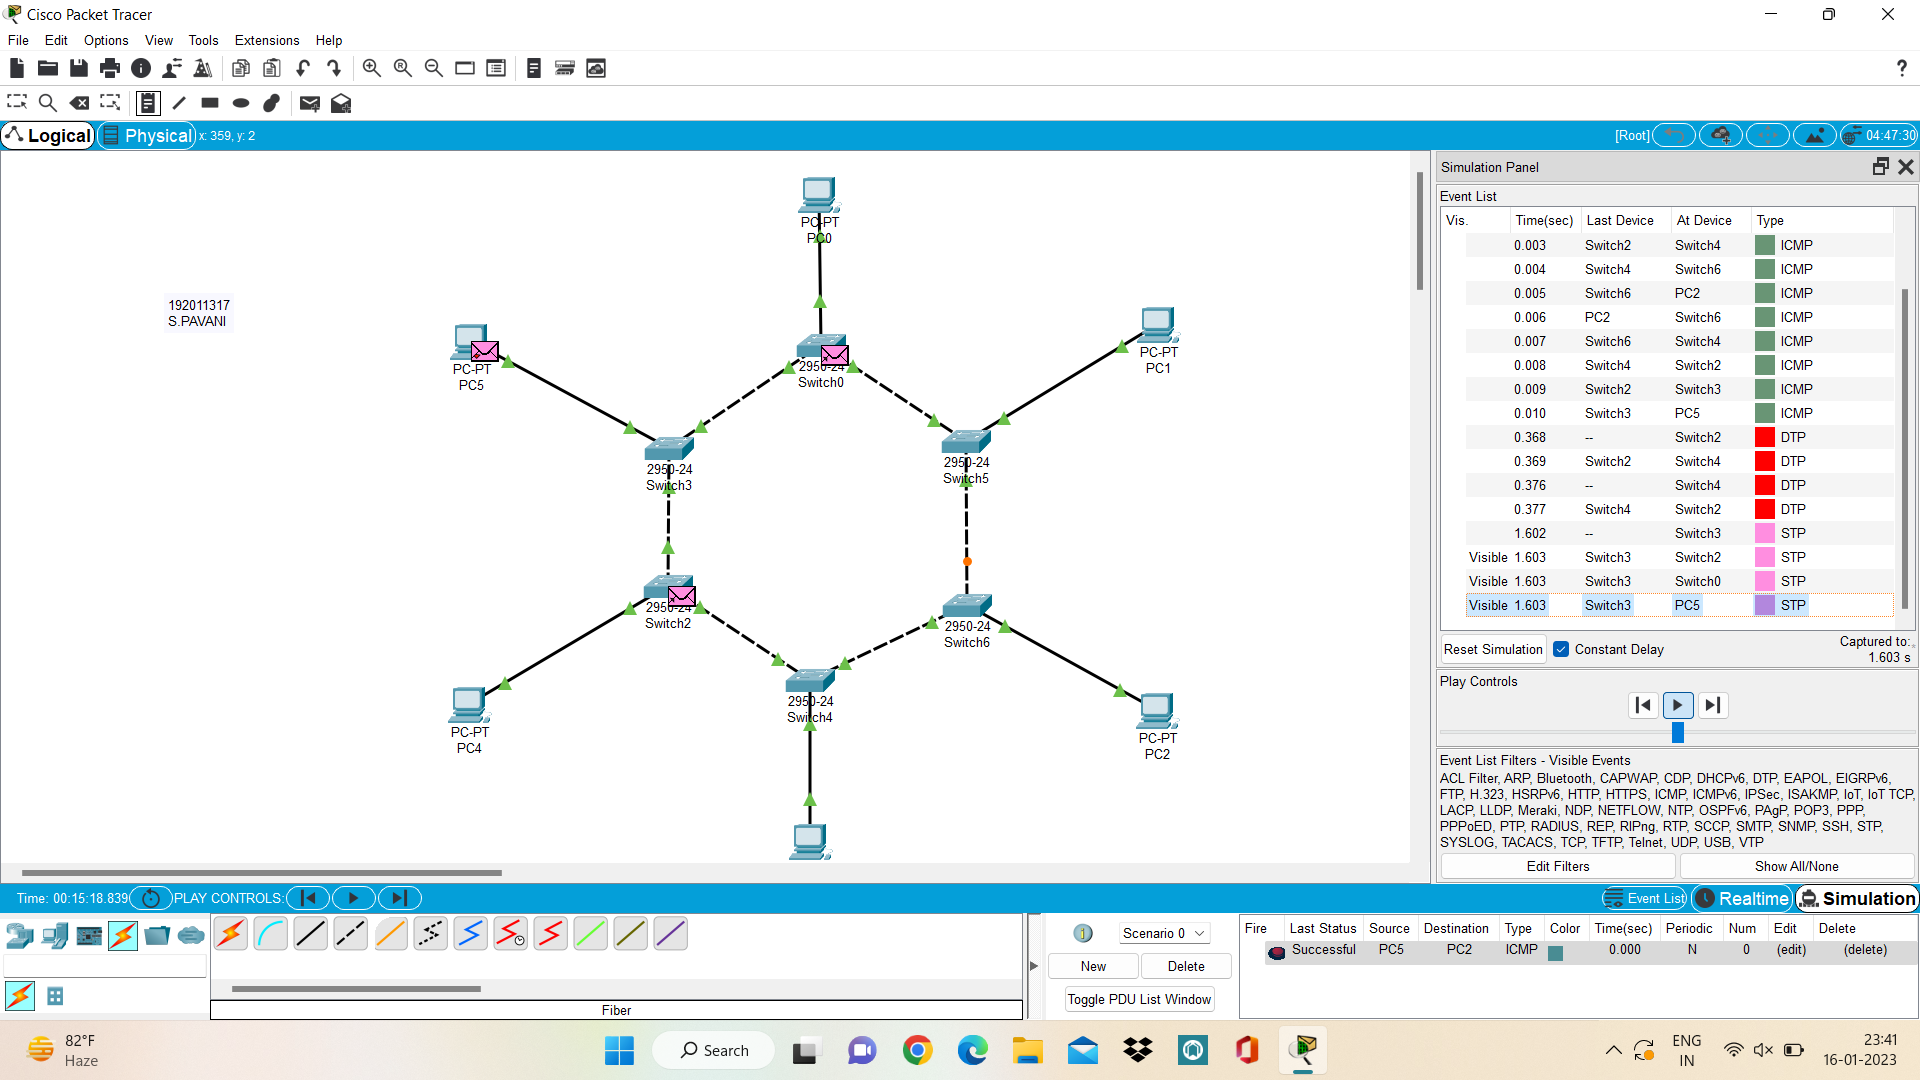 Cisco Packet Tracer
File Edit Options View Tools Extensions Help
Logical Physical x: 359, y: 2 [Root] 04:47:30
192011317
S.PAVANI
PC-PT
PC0
PC-PT
PC1
PC-PT
PC5
2950-24
Switch0
2950-24
Switch3
2950-24
Switch5
2950-24
Switch2
2950-24
Switch6
2950-24
Switch4
PC-PT
PC4
PC-PT
PC2
Simulation Panel
Event List
Vis. Time(sec) Last Device At Device Type
0.003 Switch2 Switch4 ICMP
0.004 Switch4 Switch6 ICMP
0.005 Switch6 PC2 ICMP
0.006 PC2 Switch6 ICMP
0.007 Switch6 Switch4 ICMP
0.008 Switch4 Switch2 ICMP
0.009 Switch2 Switch3 ICMP
0.010 Switch3 PC5 ICMP
0.368 -- Switch2 DTP
0.369 Switch2 Switch4 DTP
0.376 -- Switch4 DTP
0.377 Switch4 Switch2 DTP
1.602 -- Switch3 STP
Visible 1.603 Switch3 Switch2 STP
Visible 1.603 Switch3 Switch0 STP
Visible 1.603 Switch3 PC5 STP
Reset Simulation Constant Delay Captured to:
1.603 s
Play Controls
Event List Filters - Visible Events
ACL Filter, ARP, Bluetooth, CAPWAP, CDP, DHCPv6, DTP, EAPOL, EIGRPv6,
FTP, H.323, HSRPv6, HTTP, HTTPS, ICMP, ICMPv6, IPSec, ISAKMP, IoT, IoT TCP,
LACP, LLDP, Meraki, NDP, NETFLOW, NTP, OSPFv6, PAgP, POP3, PPP,
PPPoED, PTP, RADIUS, REP, RIPng, RTP, SCCP, SMTP, SNMP, SSH, STP,
SYSLOG, TACACS, TCP, TFTP, Telnet, UDP, USB, VTP
Edit Filters Show All/None
Time: 00:15:18.839 PLAY CONTROLS: Event List Realtime Simulation
Scenario 0
New Delete
Toggle PDU List Window
Fire Last Status Source Destination Type Color Time(sec) Periodic Num Edit Delete
Successful PC5 PC2 ICMP 0.000 N 0 (edit) (delete)
Fiber
82°F
Haze
Search
ENG
IN
23:41
16-01-2023